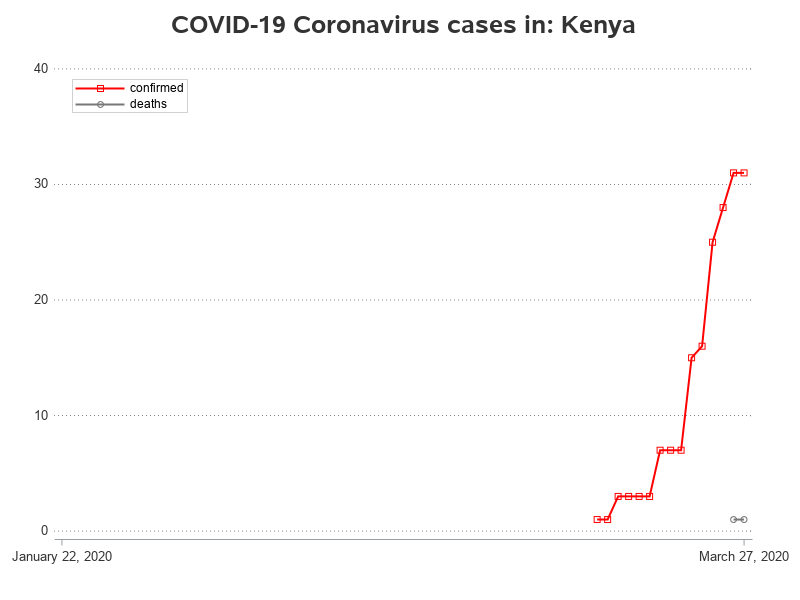 COVID-19 Coronavirus cases in: Kenya
40
confirmed
deaths
30
20
10
0
January 22, 2020
March 27, 2020